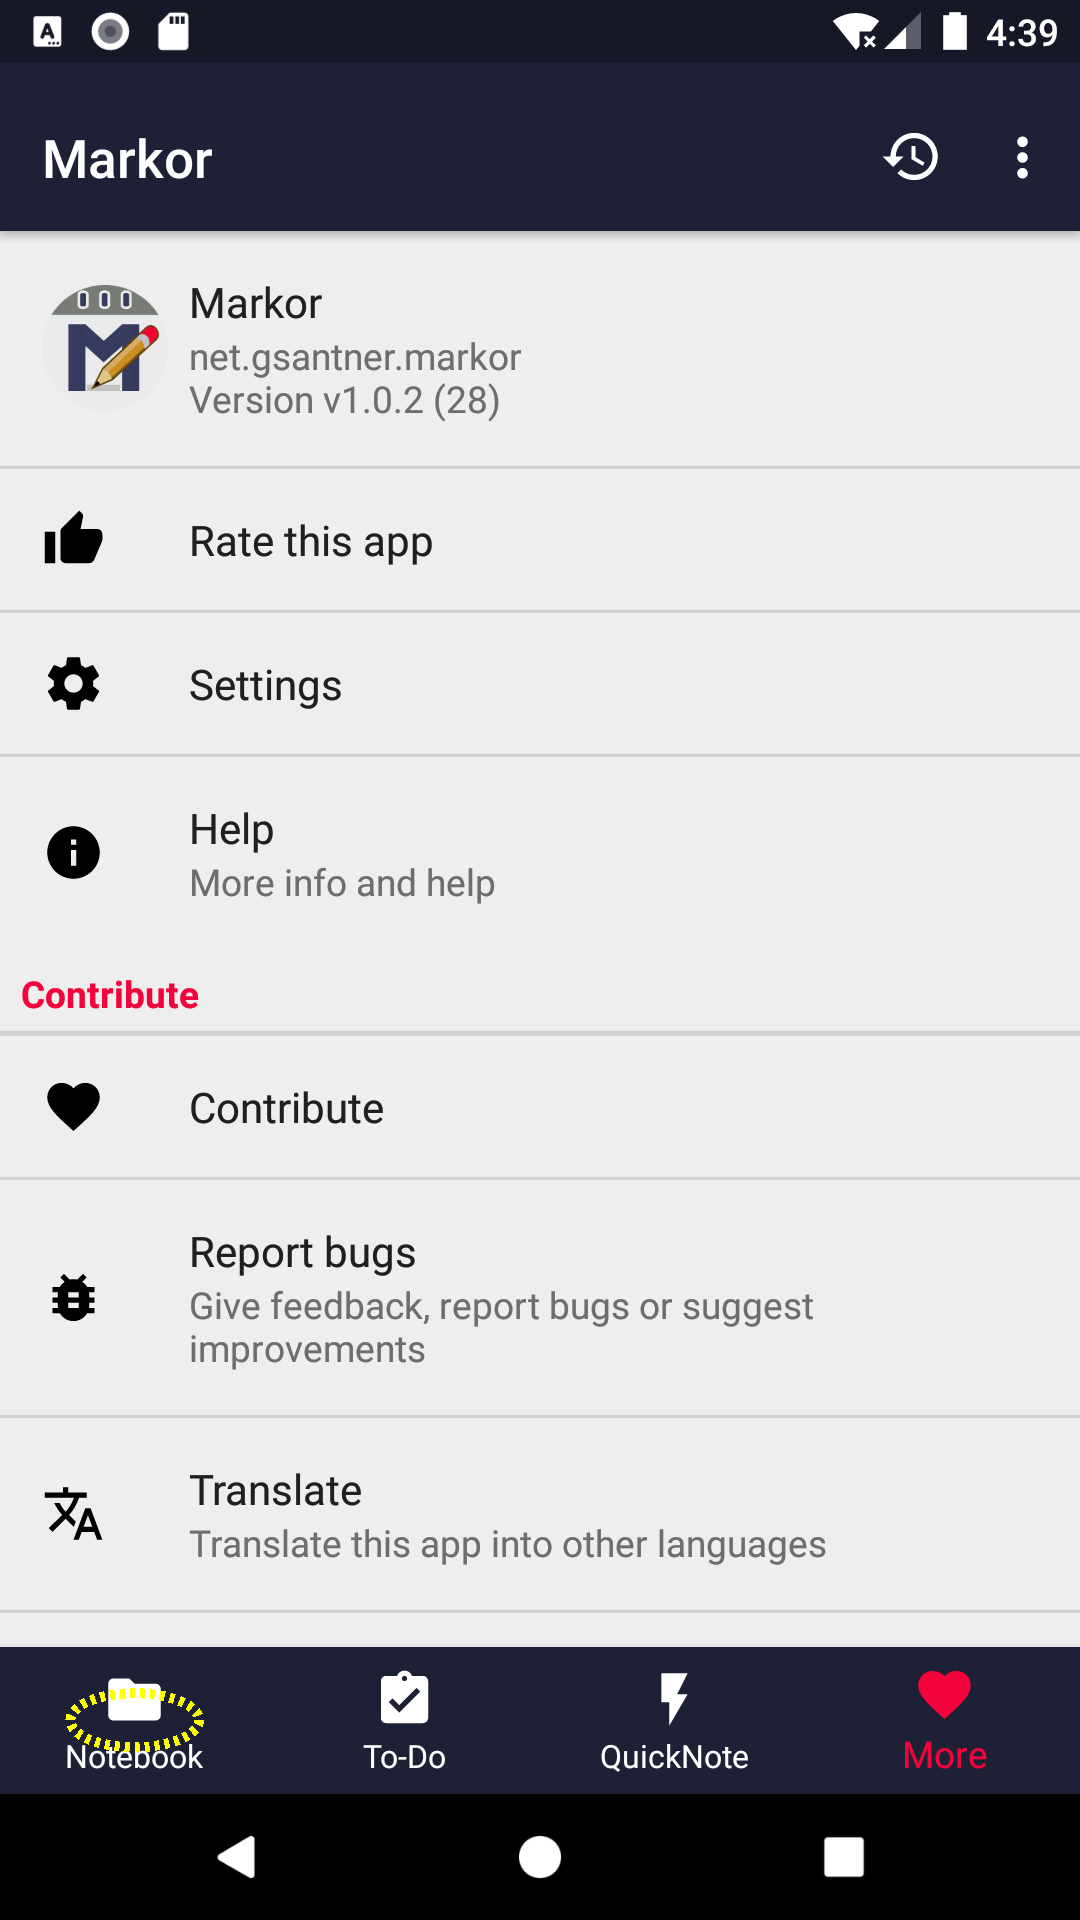 4:39
Markor
Markor
net.gsantner.markor
Version v1.0.2 (28)
Rate this app
Settings
Help
More info and help
Contribute
Contribute
Report bugs
Give feedback, report bugs or suggest
improvements
Translate
Translate this app into other languages
Notebook
To-Do
QuickNote
More